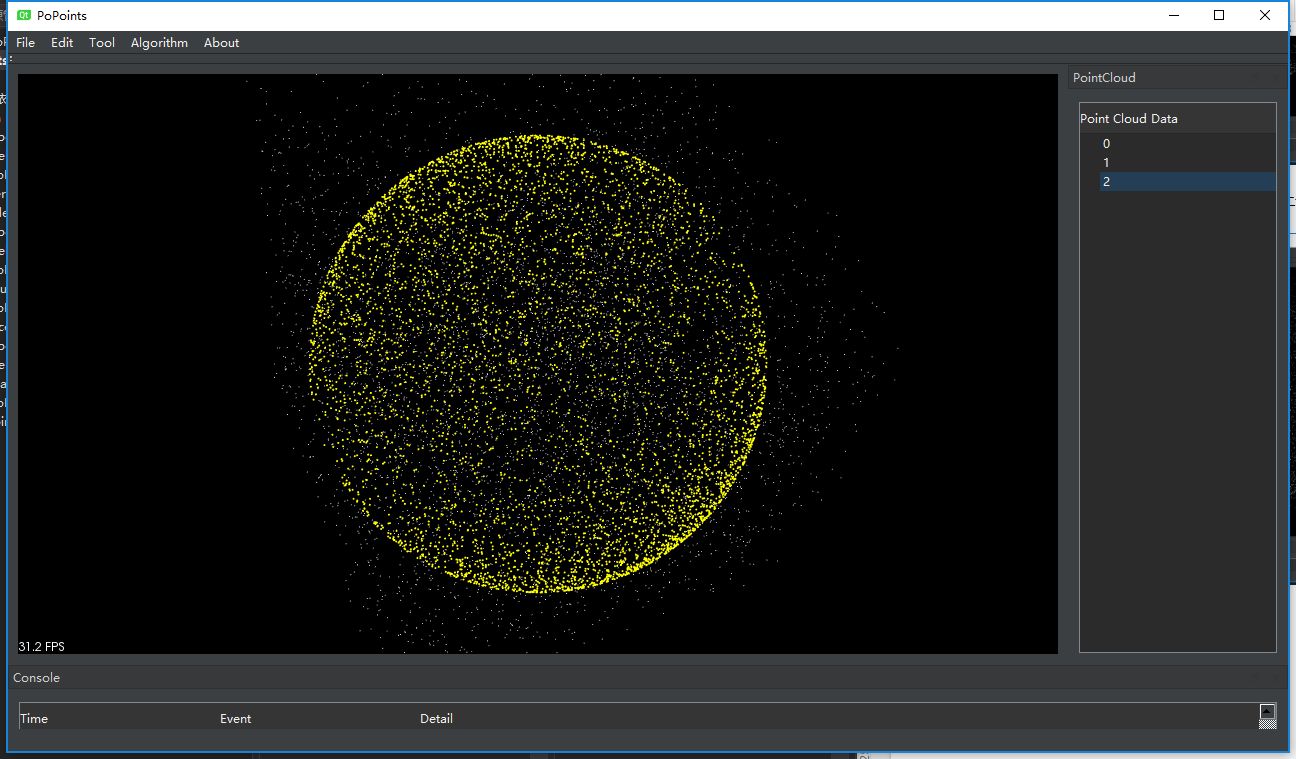 PoPoints
File Edit Tool Algorithm About
PointCloud
Point Cloud Data
0
1
2
31.2 FPS
Console
Time Event Detail